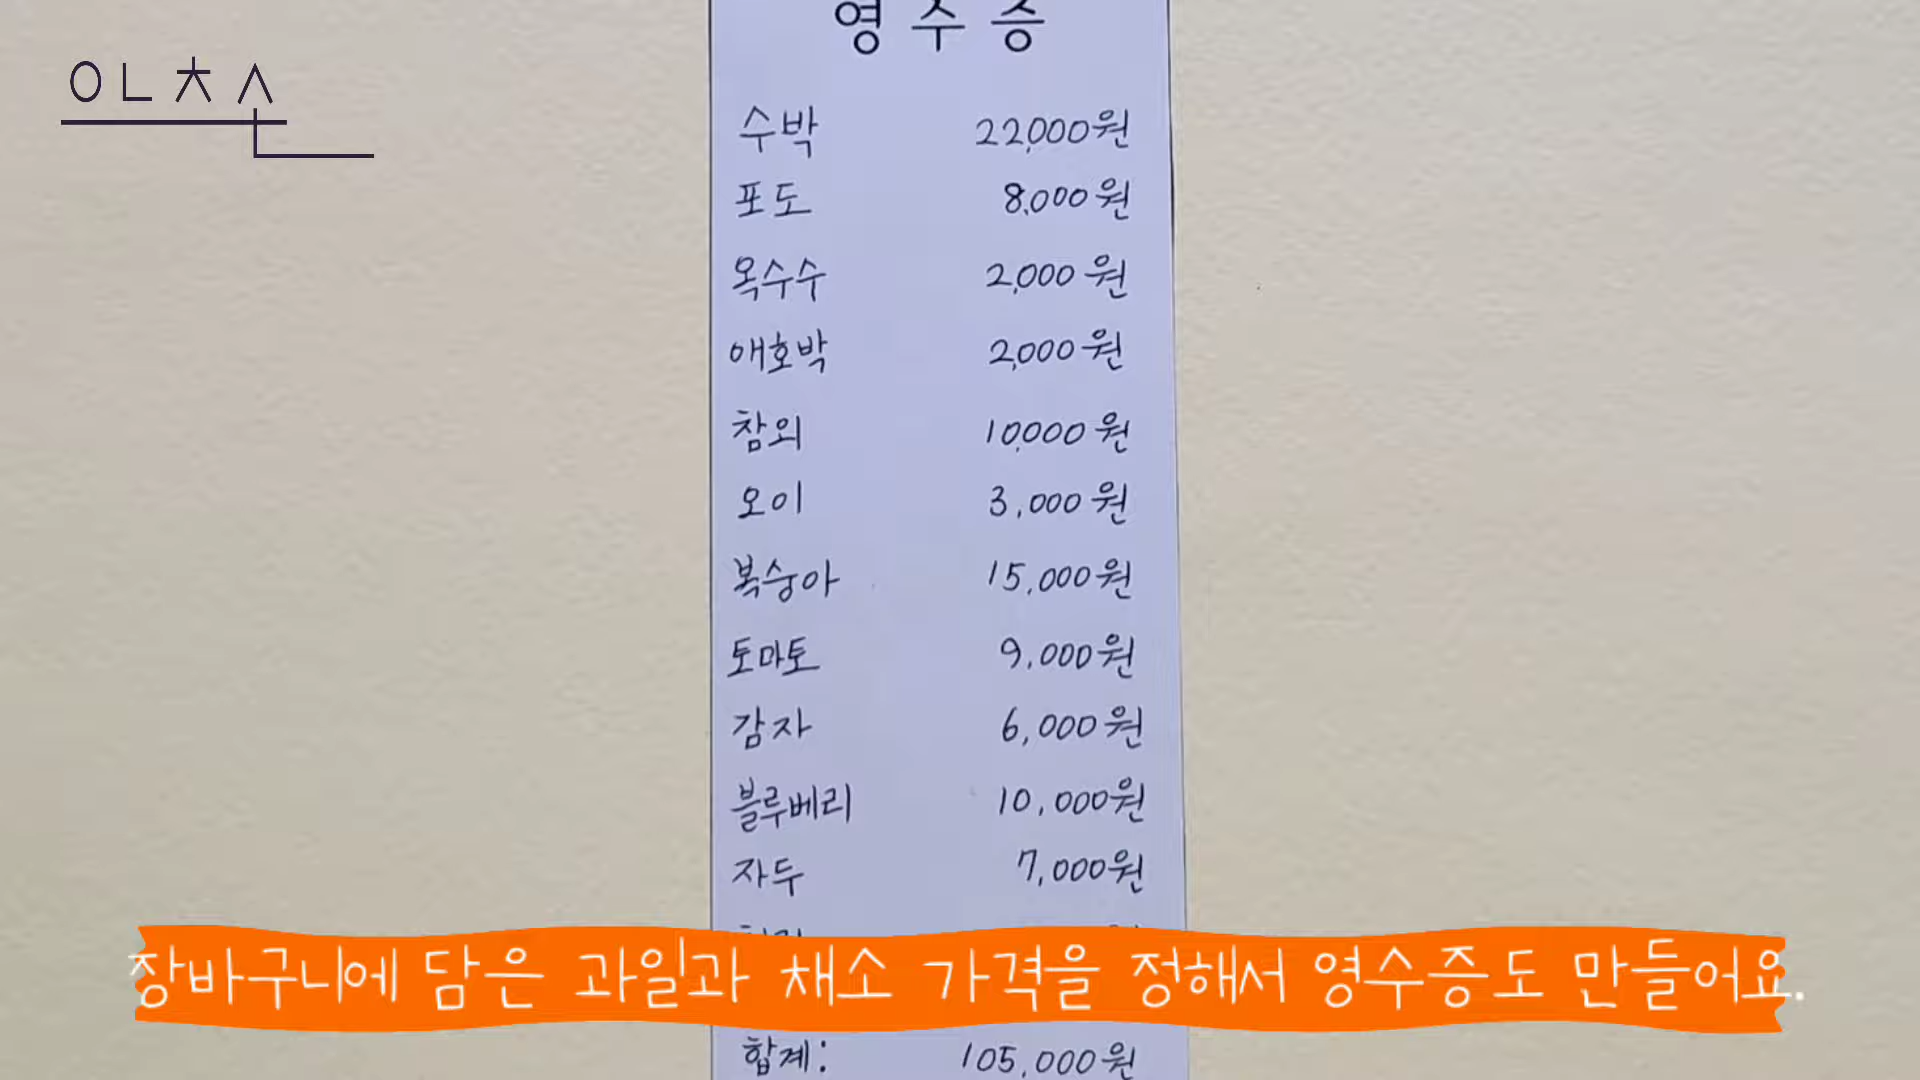 영수증
ㅇㄴㅊㅅ
수박 22,000원
포도 8,000원
옥수수 2,000원
애호박 2,000원
참외 10,000원
오이 3,000원
복숭아 15,000원
토마토 9,000원
감자 6,000원
블루베리 10,000원
자두 7,000원
장바구니에 담은 과일과 채소 가격을 정해서 영수증도 만들어요.
합계: 105,000원